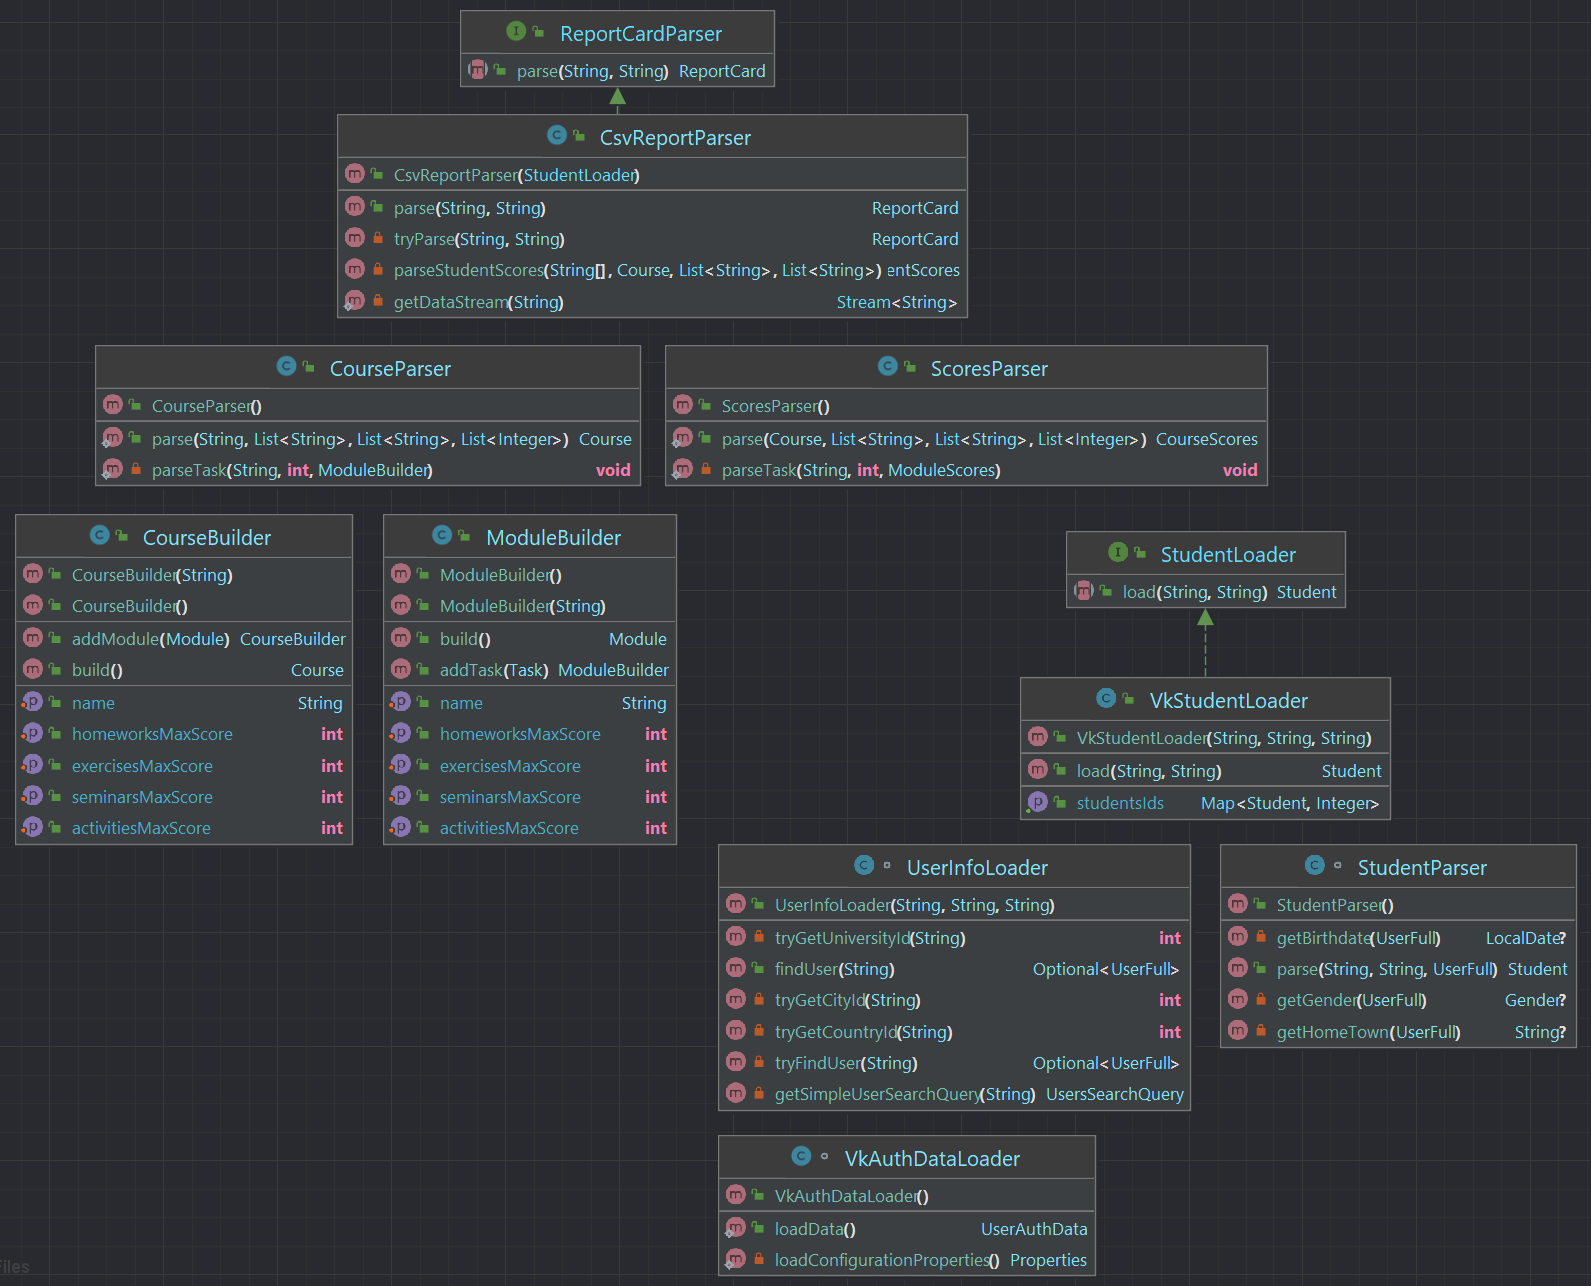 ReportCardParser
parse(String, String) ReportCard
CsvReportParser
CsvReportParser(StudentLoader)
parse(String, String) ReportCard
tryParse(String, String) ReportCard
parseStudentScores(String[], Course, List<String>, List<String>) entScores
getDataStream(String) Stream<String>
CourseParser
CourseParser()
parse(String, List<String>, List<String>, List<Integer>) Course
parseTask(String, int, ModuleBuilder) void
ScoresParser
ScoresParser()
parse(Course, List<String>, List<String>, List<Integer>) CourseScores
parseTask(String, int, ModuleScores) void
CourseBuilder
CourseBuilder(String)
CourseBuilder()
addModule(Module) CourseBuilder
build() Course
name String
homeworksMaxScore int
exercisesMaxScore int
seminarsMaxScore int
activitiesMaxScore int
ModuleBuilder
ModuleBuilder()
ModuleBuilder(String)
build() Module
addTask(Task) ModuleBuilder
name String
homeworksMaxScore int
exercisesMaxScore int
seminarsMaxScore int
activitiesMaxScore int
StudentLoader
load(String, String) Student
VkStudentLoader
VkStudentLoader(String, String, String)
load(String, String) Student
studentsIds Map<Student, Integer>
UserInfoLoader
UserInfoLoader(String, String, String)
tryGetUniversityId(String) int
findUser(String) Optional<UserFull>
tryGetCityId(String) int
tryGetCountryId(String) int
tryFindUser(String) Optional<UserFull>
getSimpleUserSearchQuery(String) UsersSearchQuery
StudentParser
StudentParser()
getBirthdate(UserFull) LocalDate?
parse(String, String, UserFull) Student
getGender(UserFull) Gender?
getHomeTown(UserFull) String?
VkAuthDataLoader
VkAuthDataLoader()
loadData() UserAuthData
loadConfigurationProperties() Properties
Files